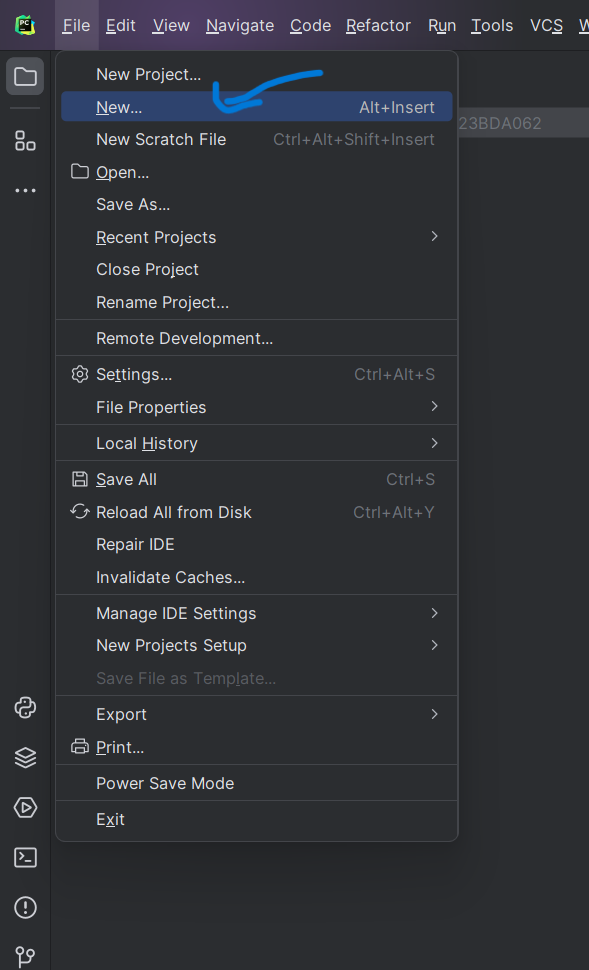 PC File Edit View Navigate Code Refactor Run Tools VCS W
New Project...
New... Alt+Insert
23BDA062
New Scratch File Ctrl+Alt+Shift+Insert
Open...
Save As...
Recent Projects
Close Project
Rename Project...
Remote Development...
Settings... Ctrl+Alt+S
File Properties
Local History
Save All Ctrl+S
Reload All from Disk Ctrl+Alt+Y
Repair IDE
Invalidate Caches...
Manage IDE Settings
New Projects Setup
Save File as Template...
Export
Print...
Power Save Mode
Exit